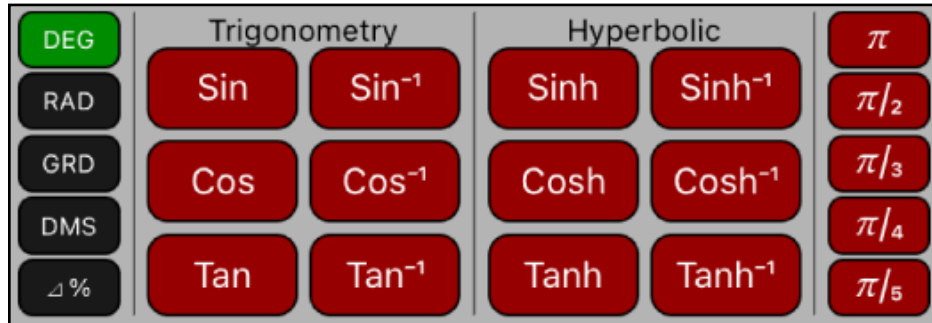 DEG Trigonometry Hyperbolic π
Sin Sin⁻¹ Sinh Sinh⁻¹
RAD π/₂
GRD π/₃
Cos Cos⁻¹ Cosh Cosh⁻¹
DMS π/₄
Tan Tan⁻¹ Tanh Tanh⁻¹
⊿% π/₅